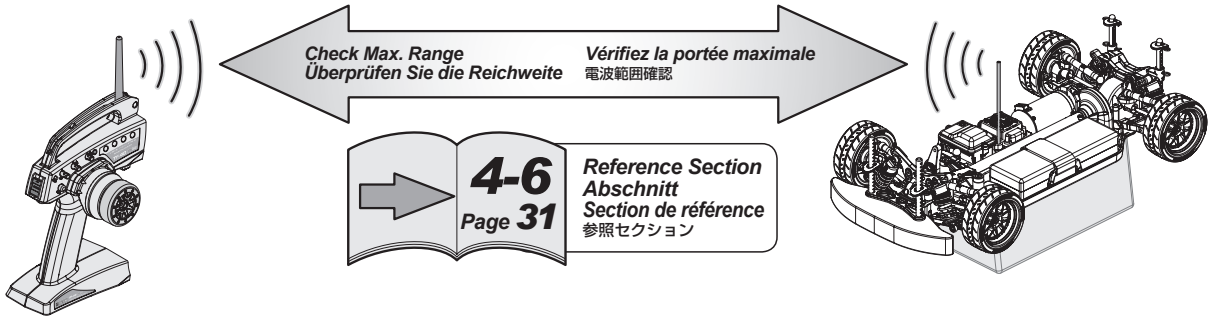 Check Max. Range
Überprüfen Sie die Reichweite
Vérifiez la portée maximale
電波範囲確認
4-6
Page 31
Reference Section
Abschnitt
Section de référence
参照セクション